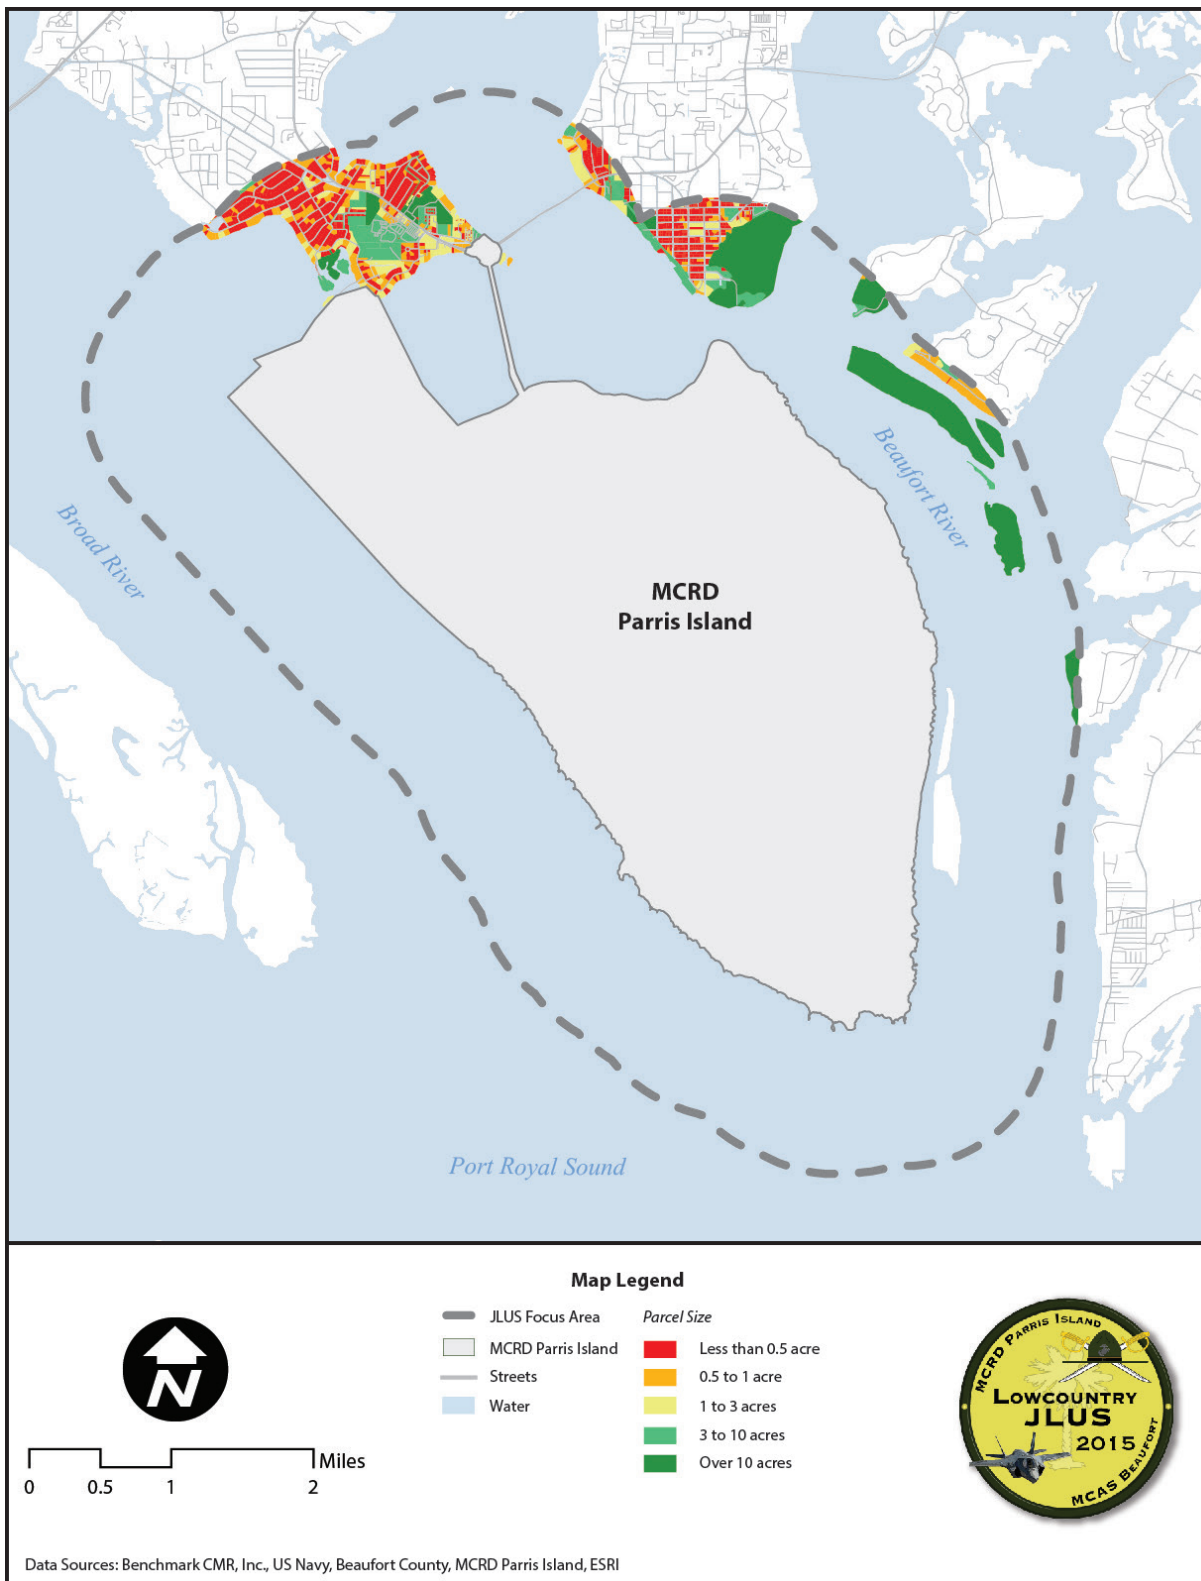 Broad River
Beaufort River
MCRD
Parris Island
Port Royal Sound
Map Legend
JLUS Focus Area
MCRD Parris Island
Streets
Water
Parcel Size
Less than 0.5 acre
0.5 to 1 acre
1 to 3 acres
3 to 10 acres
Over 10 acres
N
Miles
0 0.5 1 2
MCRD PARRIS ISLAND
LOWCOUNTRY
JLUS
2015
MCAS BEAUFORT
Data Sources: Benchmark CMR, Inc., US Navy, Beaufort County, MCRD Parris Island, ESRI